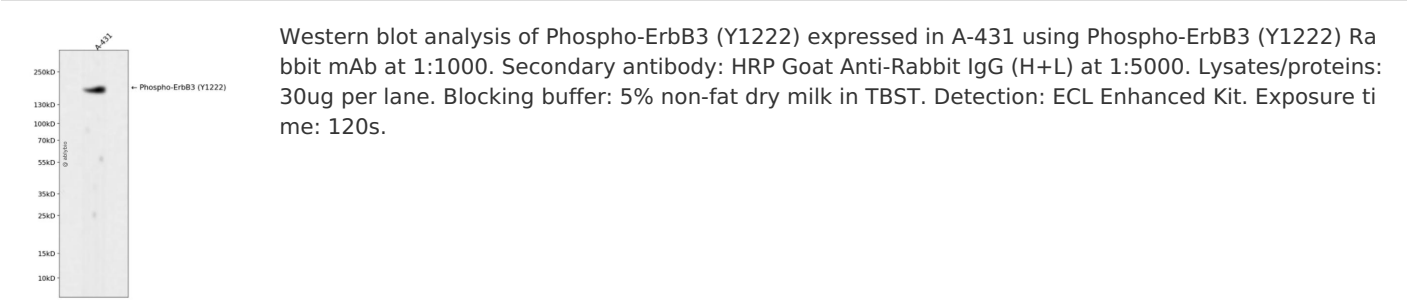 A-431
250kD
← Phospho-ErbB3 (Y1222)
130kD
100kD
70kD
55kD
35kD
25kD
15kD
10kD
Western blot analysis of Phospho-ErbB3 (Y1222) expressed in A-431 using Phospho-ErbB3 (Y1222) Ra
bbit mAb at 1:1000. Secondary antibody: HRP Goat Anti-Rabbit IgG (H+L) at 1:5000. Lysates/proteins:
30ug per lane. Blocking buffer: 5% non-fat dry milk in TBST. Detection: ECL Enhanced Kit. Exposure ti
me: 120s.